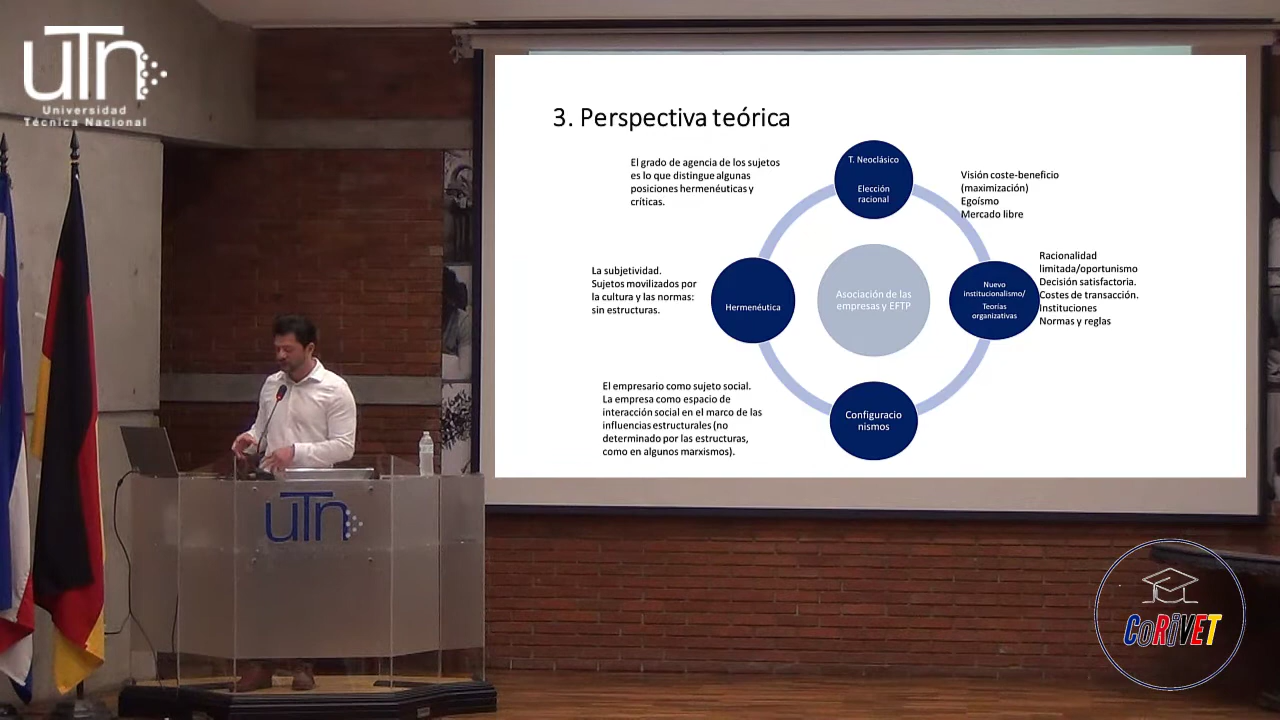 uTn
Universidad
Técnica Nacional
3. Perspectiva teórica
El grado de agencia de los sujetos
es lo que distingue algunas
posiciones hermenéuticas y
críticas.
T. Neoclásico
Elección
racional
Visión coste-beneficio
(maximización)
Egoísmo
Mercado libre
La subjetividad.
Sujetos movilizados por
la cultura y las normas:
sin estructuras.
Hermenéutica
Asociación de las
empresas y EFTP
Nuevo
institucionalismo/
Teorías
organizativas
Racionalidad
limitada/oportunismo
Decisión satisfactoria.
Costes de transacción.
Instituciones
Normas y reglas
El empresario como sujeto social.
La empresa como espacio de
interacción social en el marco de las
influencias estructurales (no
determinado por las estructuras,
como en algunos marxismos).
Configuracio
nismos
uTn
CoRiVET